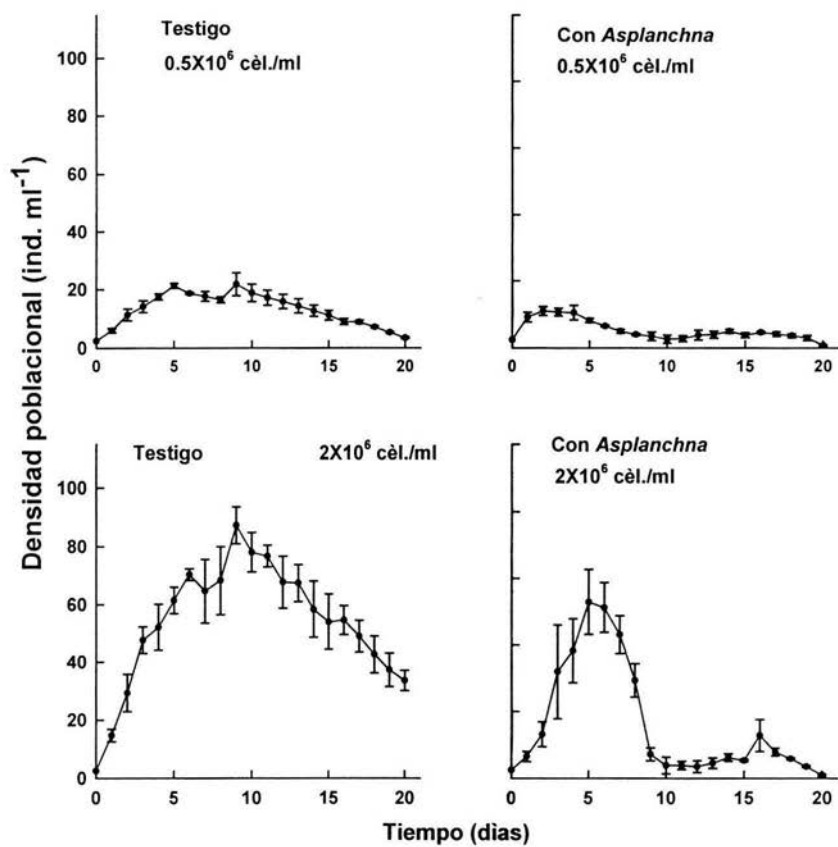 Testigo
0.5X10⁶ cèl./ml
Con Asplanchna
0.5X10⁶ cèl./ml
100
80
60
40
20
0
0 5 10 15 20
0 5 10 15 20
Densidad poblacional (ind. ml⁻¹)
Testigo 2X10⁶ cèl./ml
Con Asplanchna
2X10⁶ cèl./ml
100
80
60
40
20
0
0 5 10 15 20
0 5 10 15 20
Tiempo (dìas)